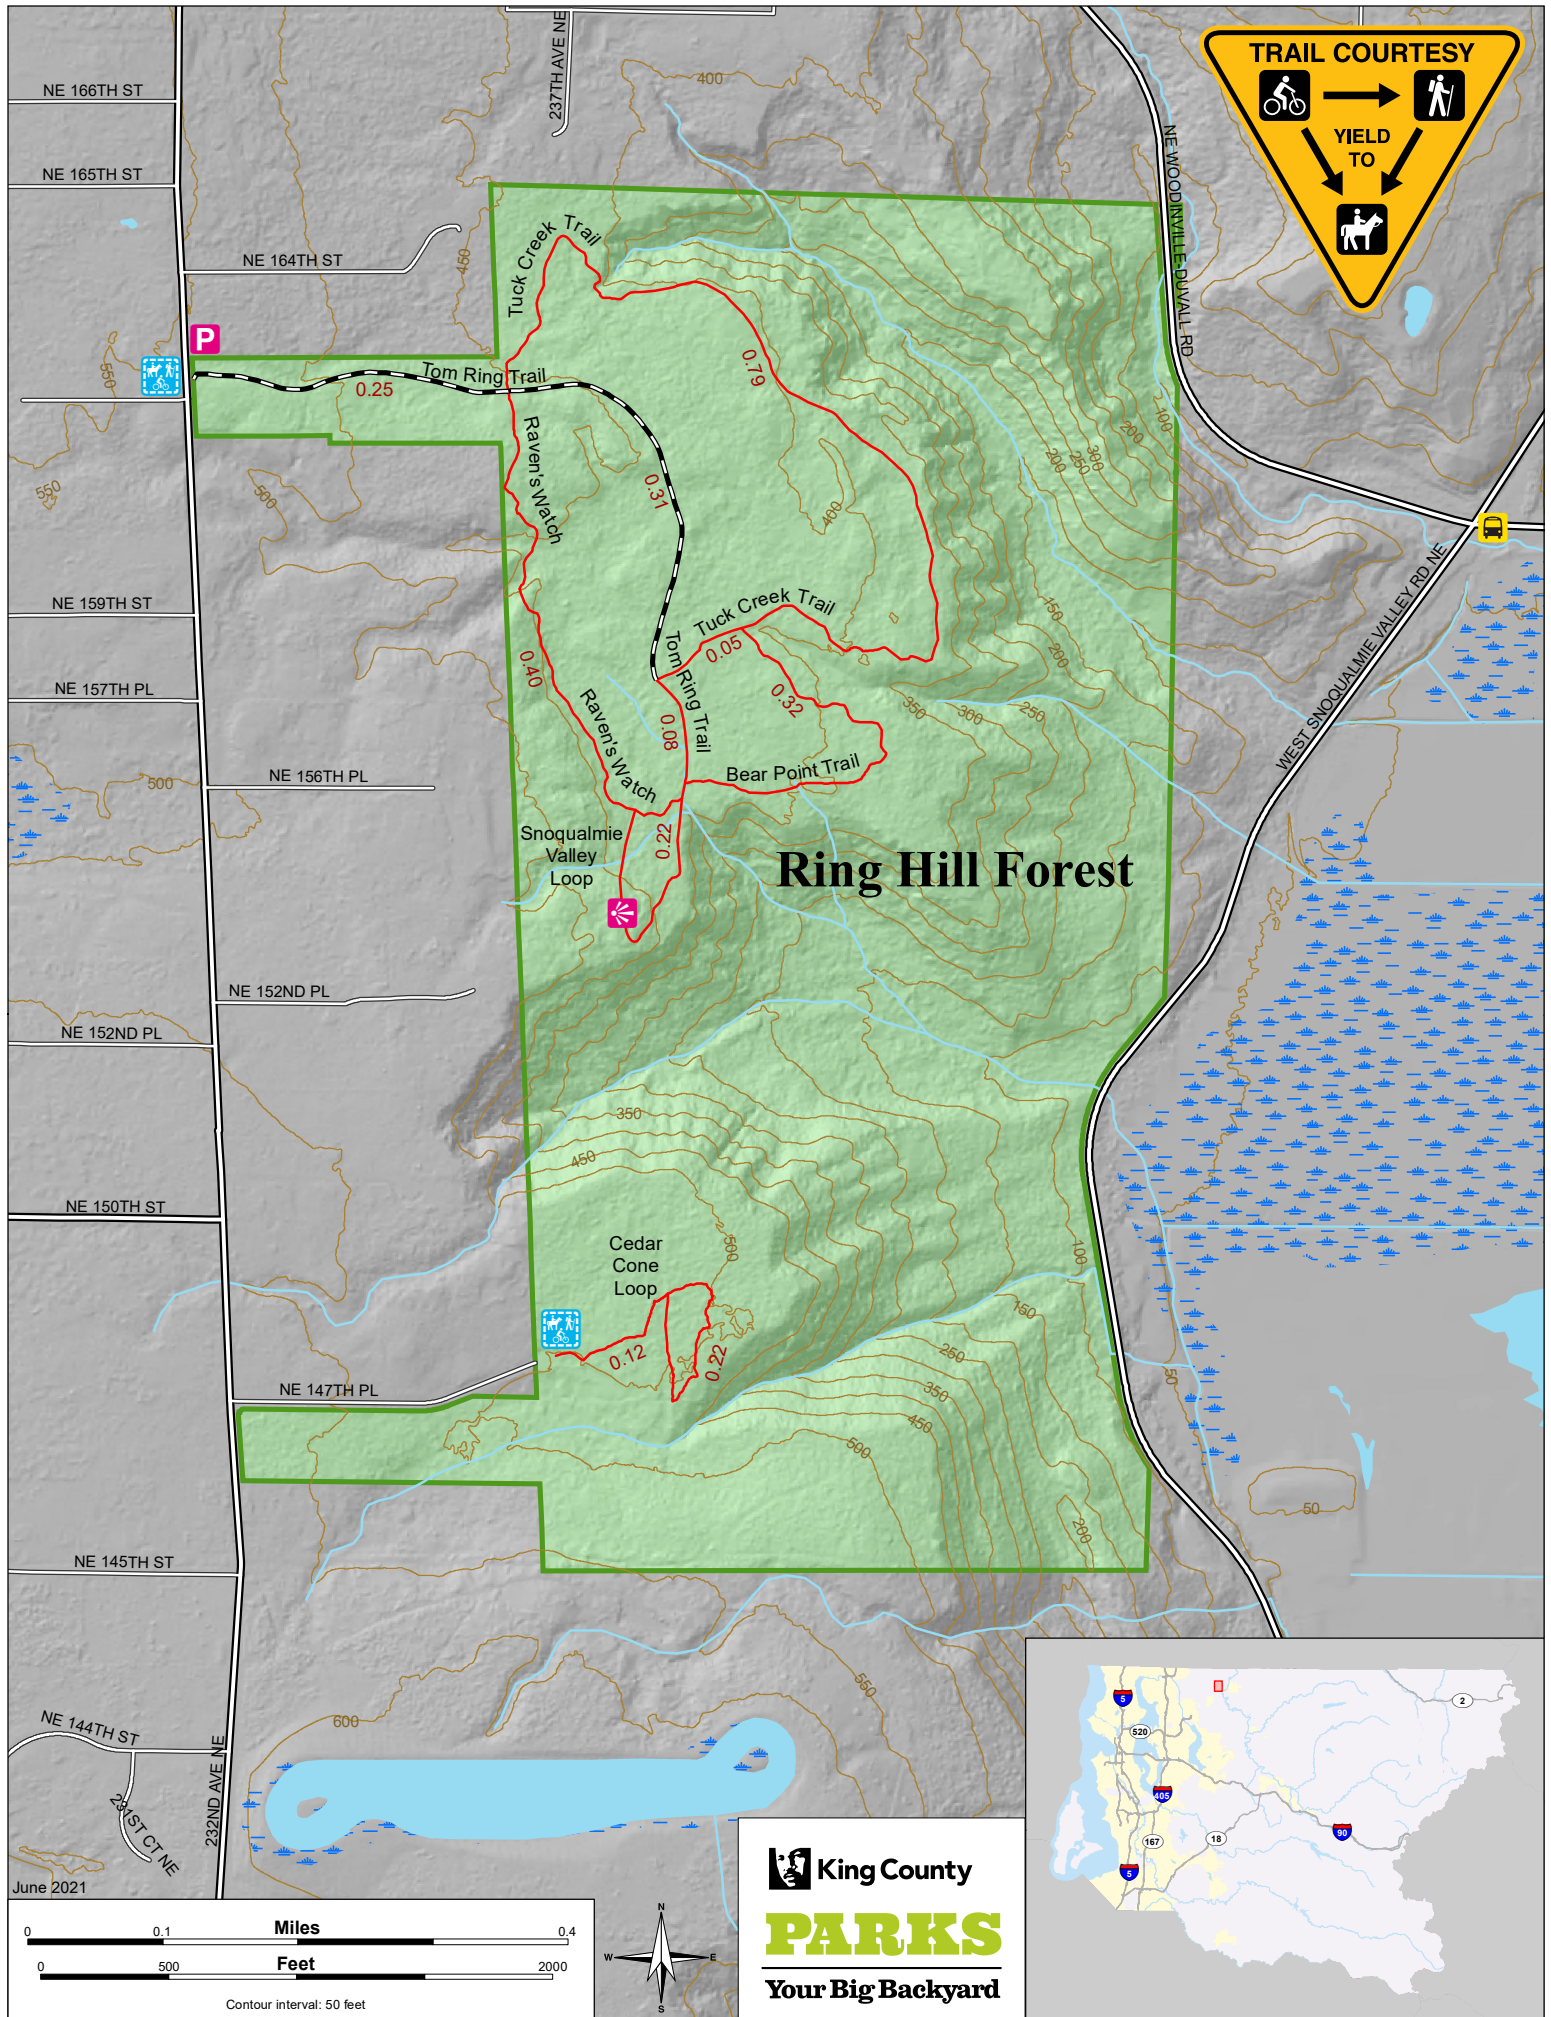 TRAIL COURTESY
YIELD
TO
237TH AVE NE
400
NE 166TH ST
NE 165TH ST
NE 164TH ST
450
NE WOODINVILLE-DUVALL RD
Tuck Creek Trail
P
550
Tom Ring Trail
0.25
0.79
Raven's Watch
100
200
300
250
200
550
500
0.31
400
WEST SNOQUALMIE VALLEY RD NE
NE 159TH ST
Tuck Creek Trail
0.05
150
200
0.40
Tom Ring Trail
NE 157TH PL
0.32
350
300
250
Raven's Watch
0.08
Bear Point Trail
NE 156TH PL
500
Snoqualmie
Valley
Loop
0.22
Ring Hill Forest
NE 152ND PL
NE 152ND PL
350
450
NE 150TH ST
Cedar
Cone
Loop
500
100
150
0.12
0.22
250
350
450
500
50
NE 147TH PL
50
200
NE 145TH ST
550
600
NE 144TH ST
231ST CT NE
232ND AVE NE
June 2021
0 0.1 Miles 0.4
0 500 Feet 2000
Contour interval: 50 feet
N
W E
S
King County
PARKS
Your Big Backyard
5
2
520
405
90
167
18
5